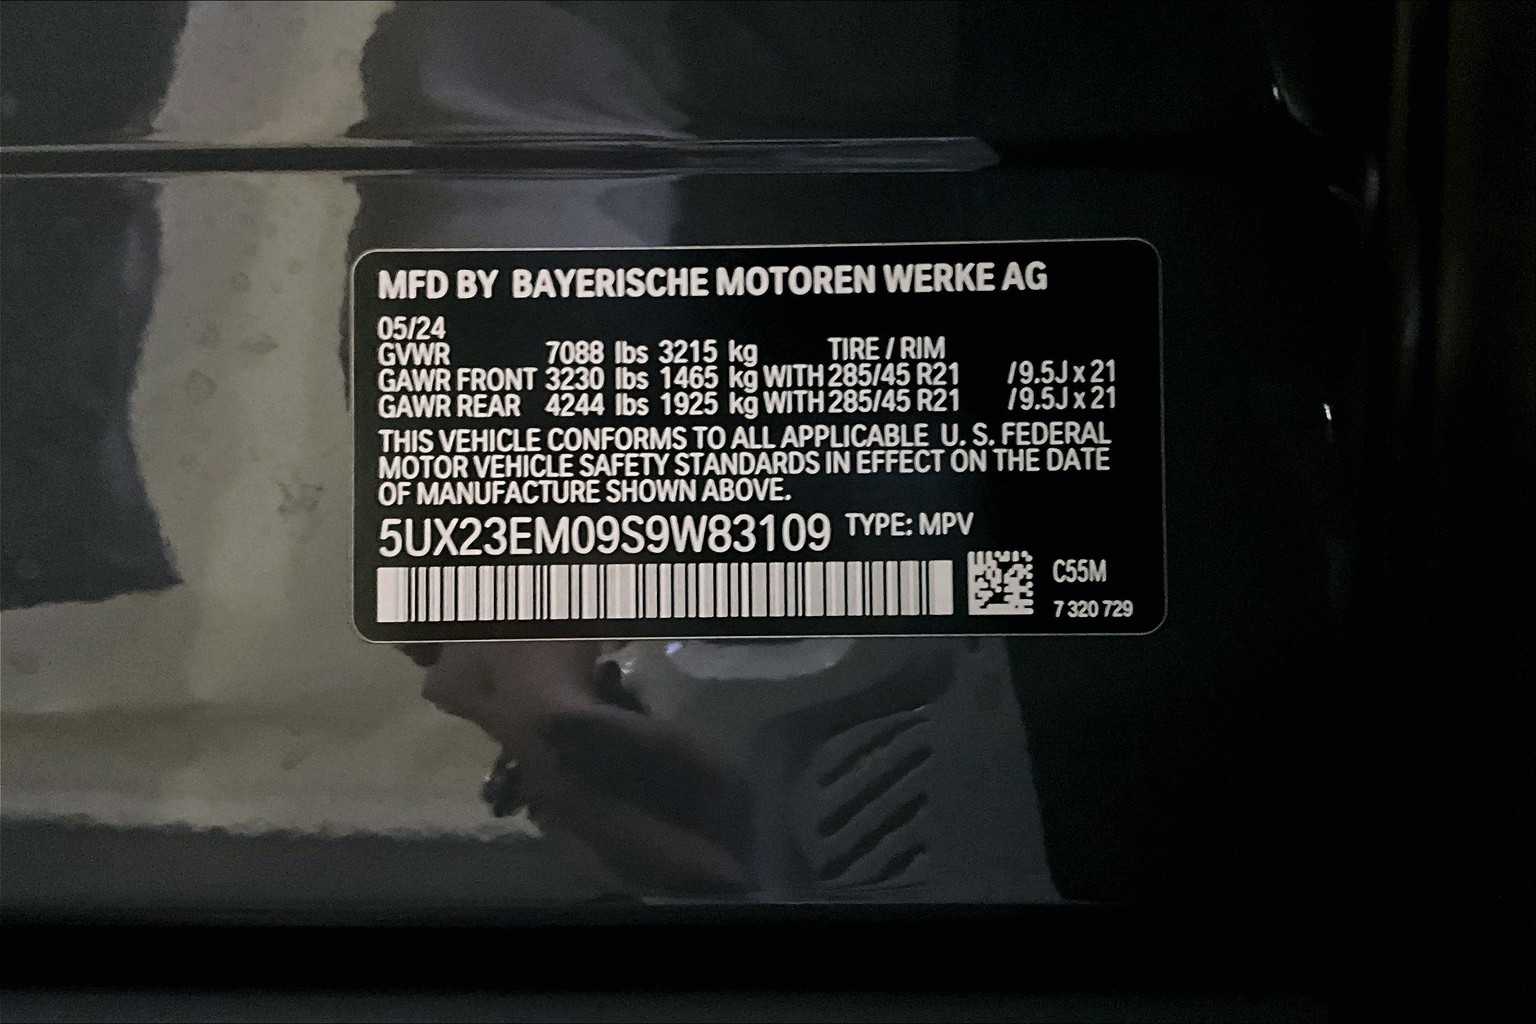 MFD BY BAYERISCHE MOTOREN WERKE AG
05/24
GVWR 7088 lbs 3215 kg TIRE / RIM
GAWR FRONT 3230 lbs 1465 kg WITH 285/45 R21 /9.5J x 21
GAWR REAR 4244 lbs 1925 kg WITH 285/45 R21 /9.5J x 21
THIS VEHICLE CONFORMS TO ALL APPLICABLE U. S. FEDERAL
MOTOR VEHICLE SAFETY STANDARDS IN EFFECT ON THE DATE
OF MANUFACTURE SHOWN ABOVE.
5UX23EM09S9W83109 TYPE: MPV
C55M
7 320 729